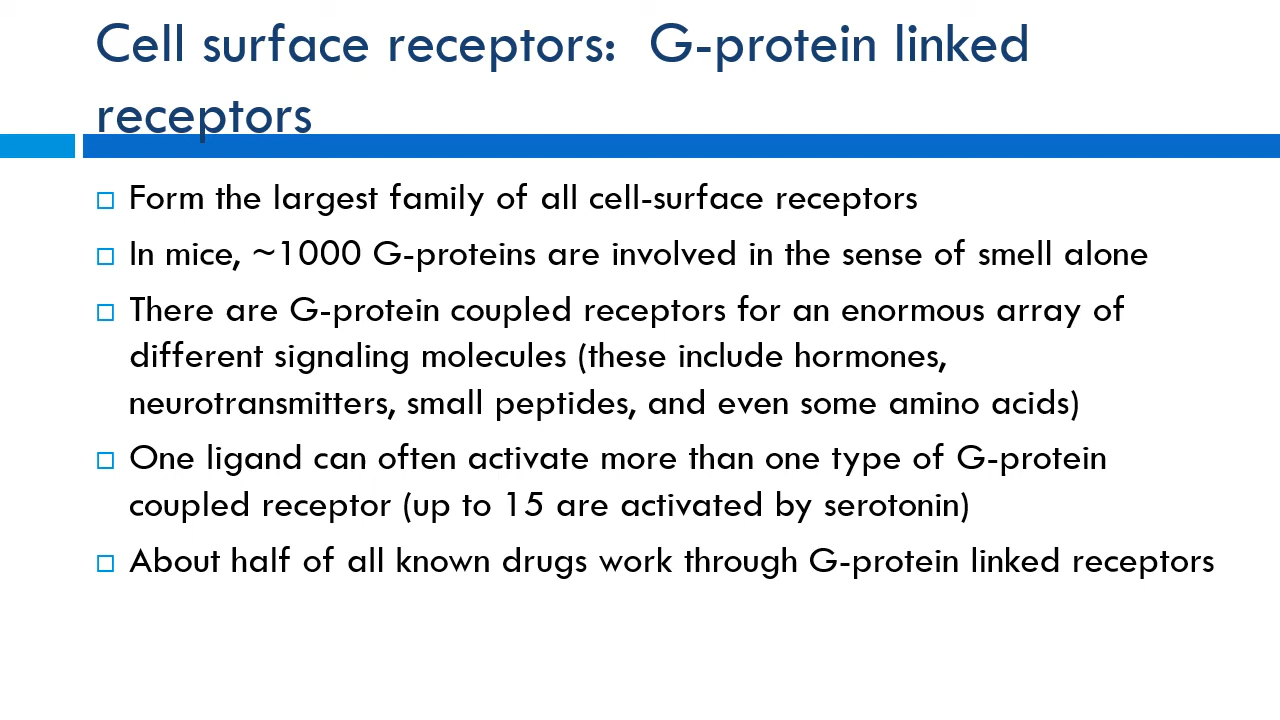 Cell surface receptors:  G-protein linked
receptors
Form the largest family of all cell-surface receptors
In mice, ~1000 G-proteins are involved in the sense of smell alone
There are G-protein coupled receptors for an enormous array of
different signaling molecules (these include hormones,
neurotransmitters, small peptides, and even some amino acids)
One ligand can often activate more than one type of G-protein
coupled receptor (up to 15 are activated by serotonin)
About half of all known drugs work through G-protein linked receptors